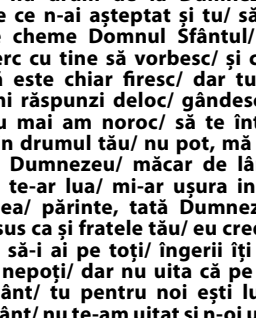 e ce n-ai așteptat și tu/ să
cheme Domnul Sfântul/
erc cu tine să vorbesc/ și c
este chiar firesc/ dar tu
ni răspunzi deloc/ gândesc
u mai am noroc/ să te înt
n drumul tău/ nu pot, mă
Dumnezeu/ măcar de lâ
te-ar lua/ mi-ar ușura in
ea/ părinte, tată Dumnez
sus ca și fratele tău/ eu cred
să-i ai pe toți/ îngerii îți
nepoți/ dar nu uita că pe
ânt/ tu pentru noi ești lu
ânt/ nu te-am uitat și n-oi u